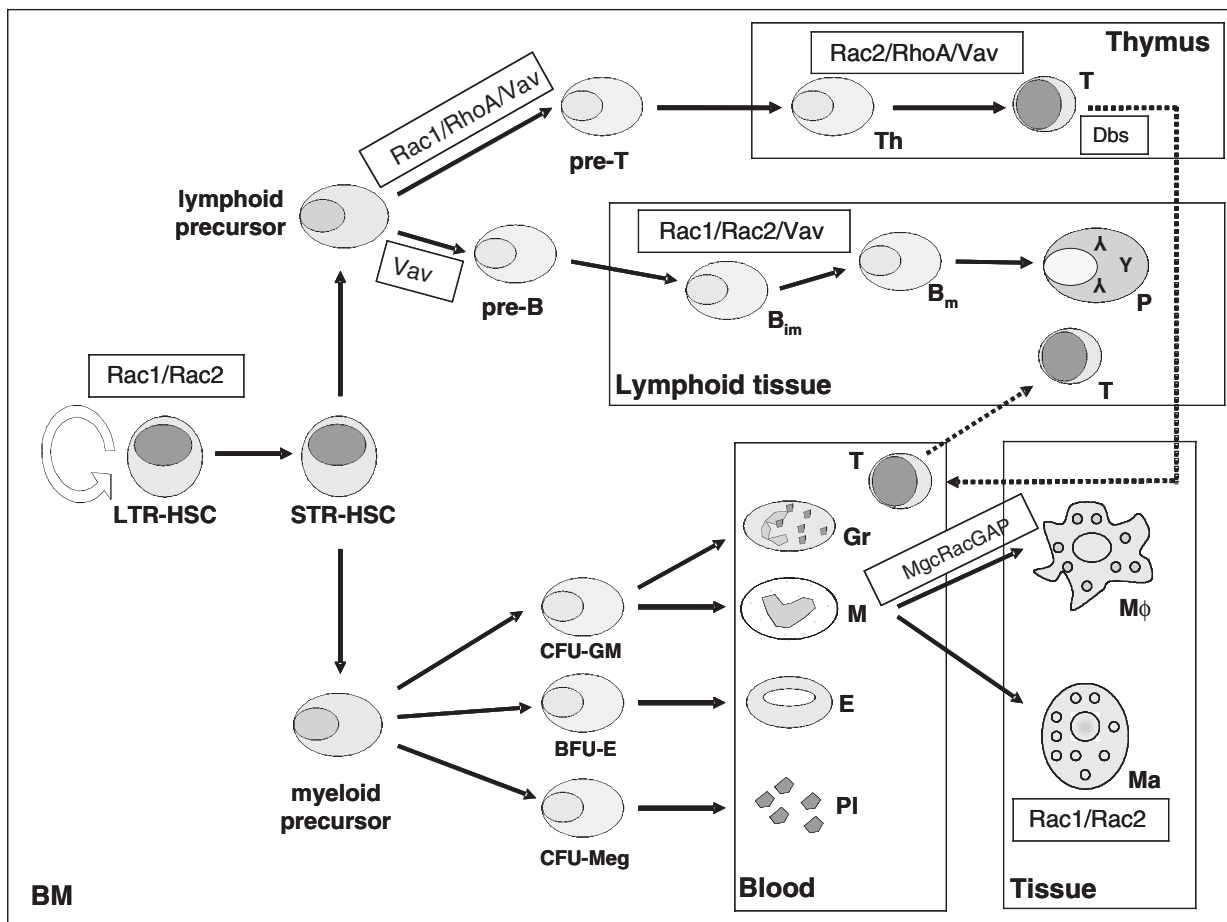 Thymus
Rac2/RhoA/Vav
T
Th
Dbs
Rac1/RhoA/Vav
pre-T
lymphoid
precursor
Vav
pre-B
Rac1/Rac2/Vav
B_im
B_m
Y
Y
Y
P
T
Lymphoid tissue
Rac1/Rac2
LTR-HSC
STR-HSC
T
Gr
MgcRacGAP
M
Mϕ
CFU-GM
E
BFU-E
Pl
CFU-Meg
Ma
Rac1/Rac2
myeloid
precursor
BM
Blood
Tissue